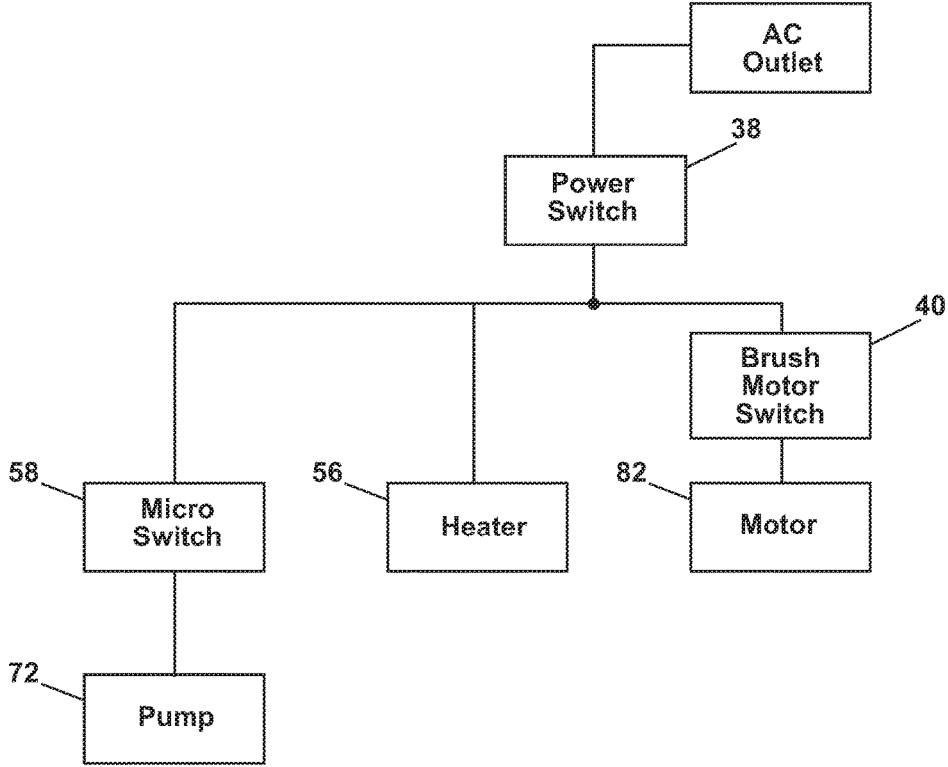 AC
Outlet
38
Power
Switch
40
Brush
Motor
Switch
58
Micro
Switch
56
Heater
82
Motor
72
Pump